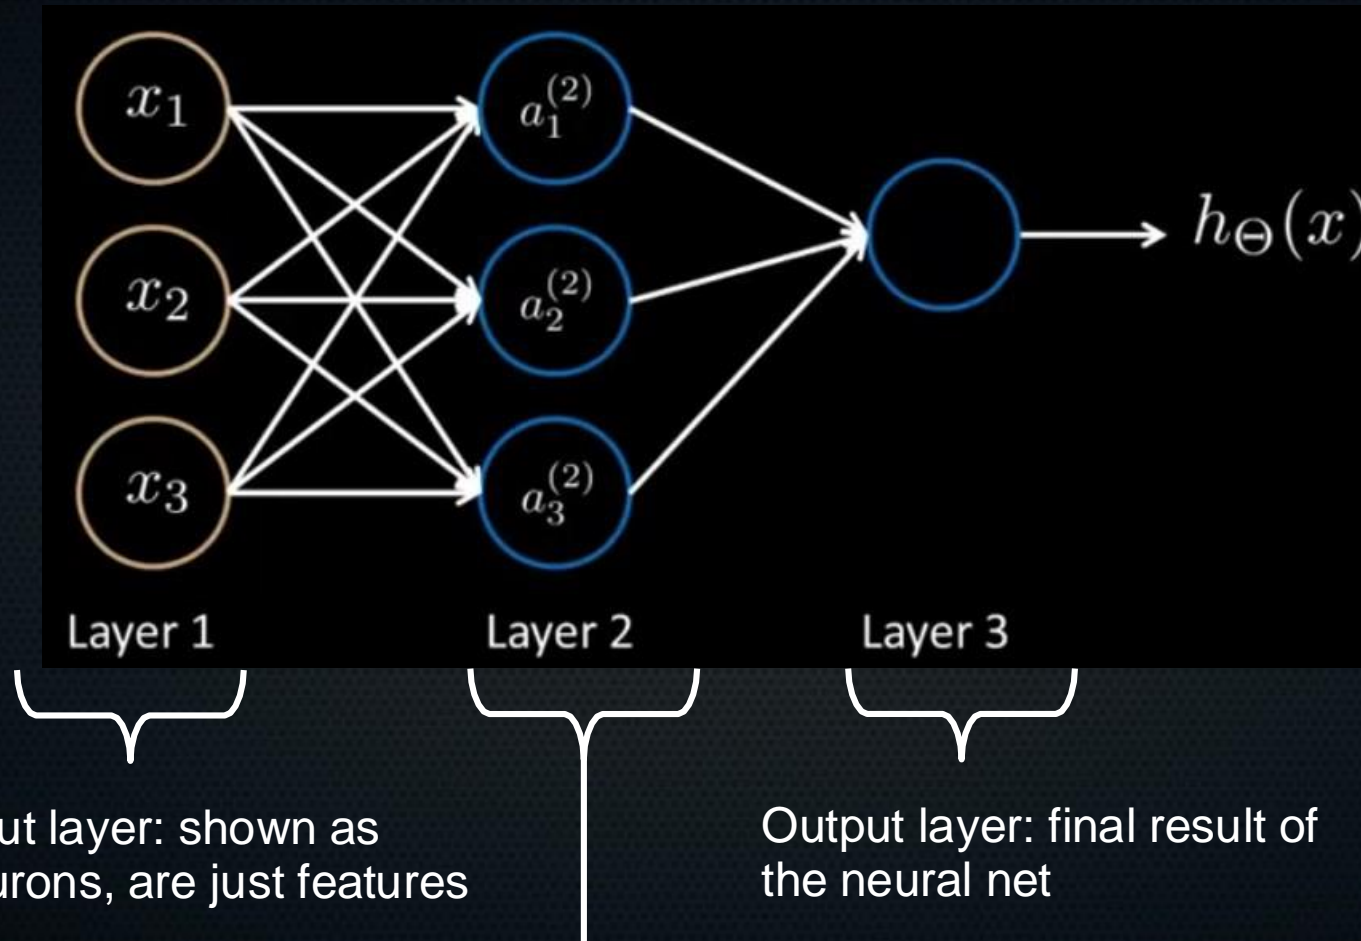 x₁
a₁⁽²⁾
x₂
a₂⁽²⁾
h_Θ(x)
x₃
a₃⁽²⁾
Layer 1
Layer 2
Layer 3
ut layer: shown as
urons, are just features
Output layer: final result of
the neural net